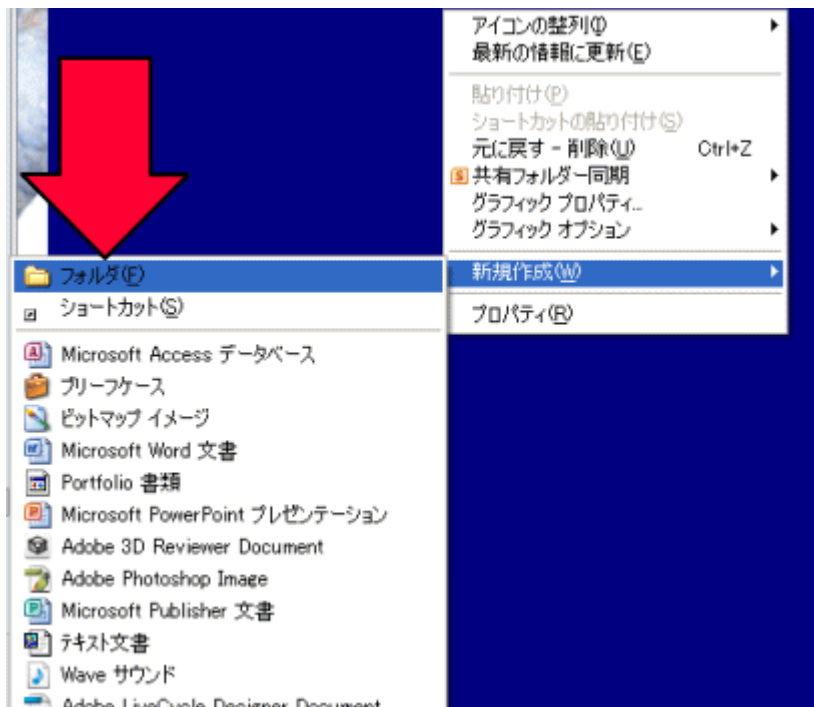 アイコンの整列(I)
最新の情報に更新(E)
貼り付け(P)
ショートカットの貼り付け(S)
元に戻す - 削除(U) Ctrl+Z
共有フォルダー同期
グラフィック プロパティ...
グラフィック オプション
新規作成(W)
プロパティ(R)
フォルダ(F)
ショートカット(S)
Microsoft Access データベース
ブリーフケース
ビットマップ イメージ
Microsoft Word 文書
Portfolio 書類
Microsoft PowerPoint プレゼンテーション
Adobe 3D Reviewer Document
Adobe Photoshop Image
Microsoft Publisher 文書
テキスト文書
Wave サウンド
Adobe LiveCycle Designer Document